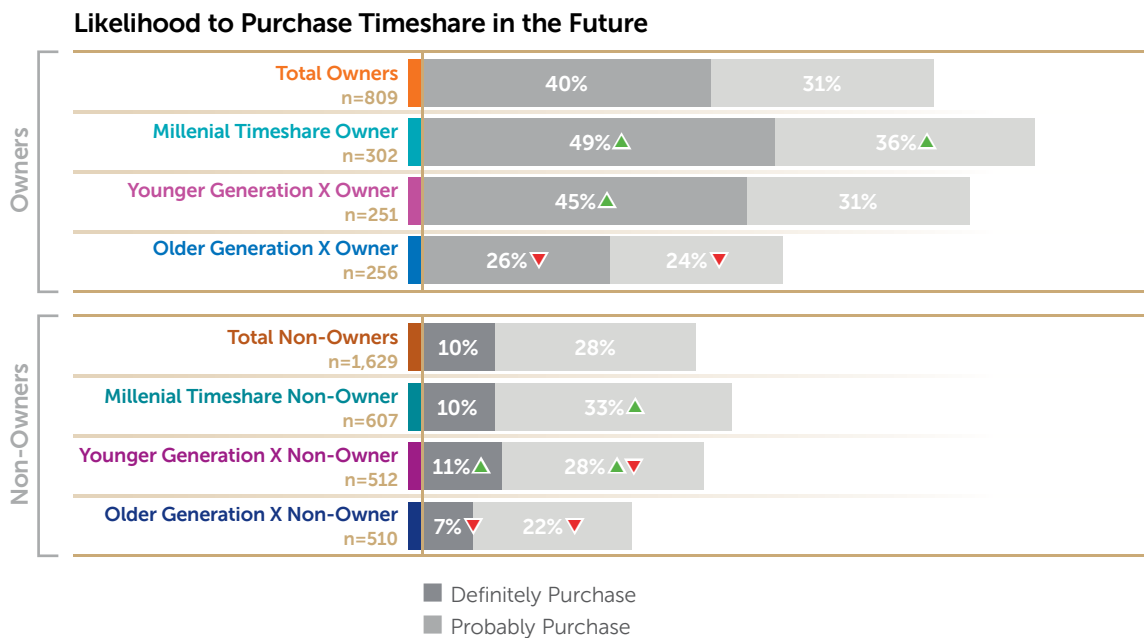 Likelihood to Purchase Timeshare in the Future
Owners
Total Owners
n=809
40% 31%
Millenial Timeshare Owner
n=302
49% 36%
Younger Generation X Owner
n=251
45% 31%
Older Generation X Owner
n=256
26% 24%
Non-Owners
Total Non-Owners
n=1,629
10% 28%
Millenial Timeshare Non-Owner
n=607
10% 33%
Younger Generation X Non-Owner
n=512
11% 28%
Older Generation X Non-Owner
n=510
7% 22%
Definitely Purchase
Probably Purchase